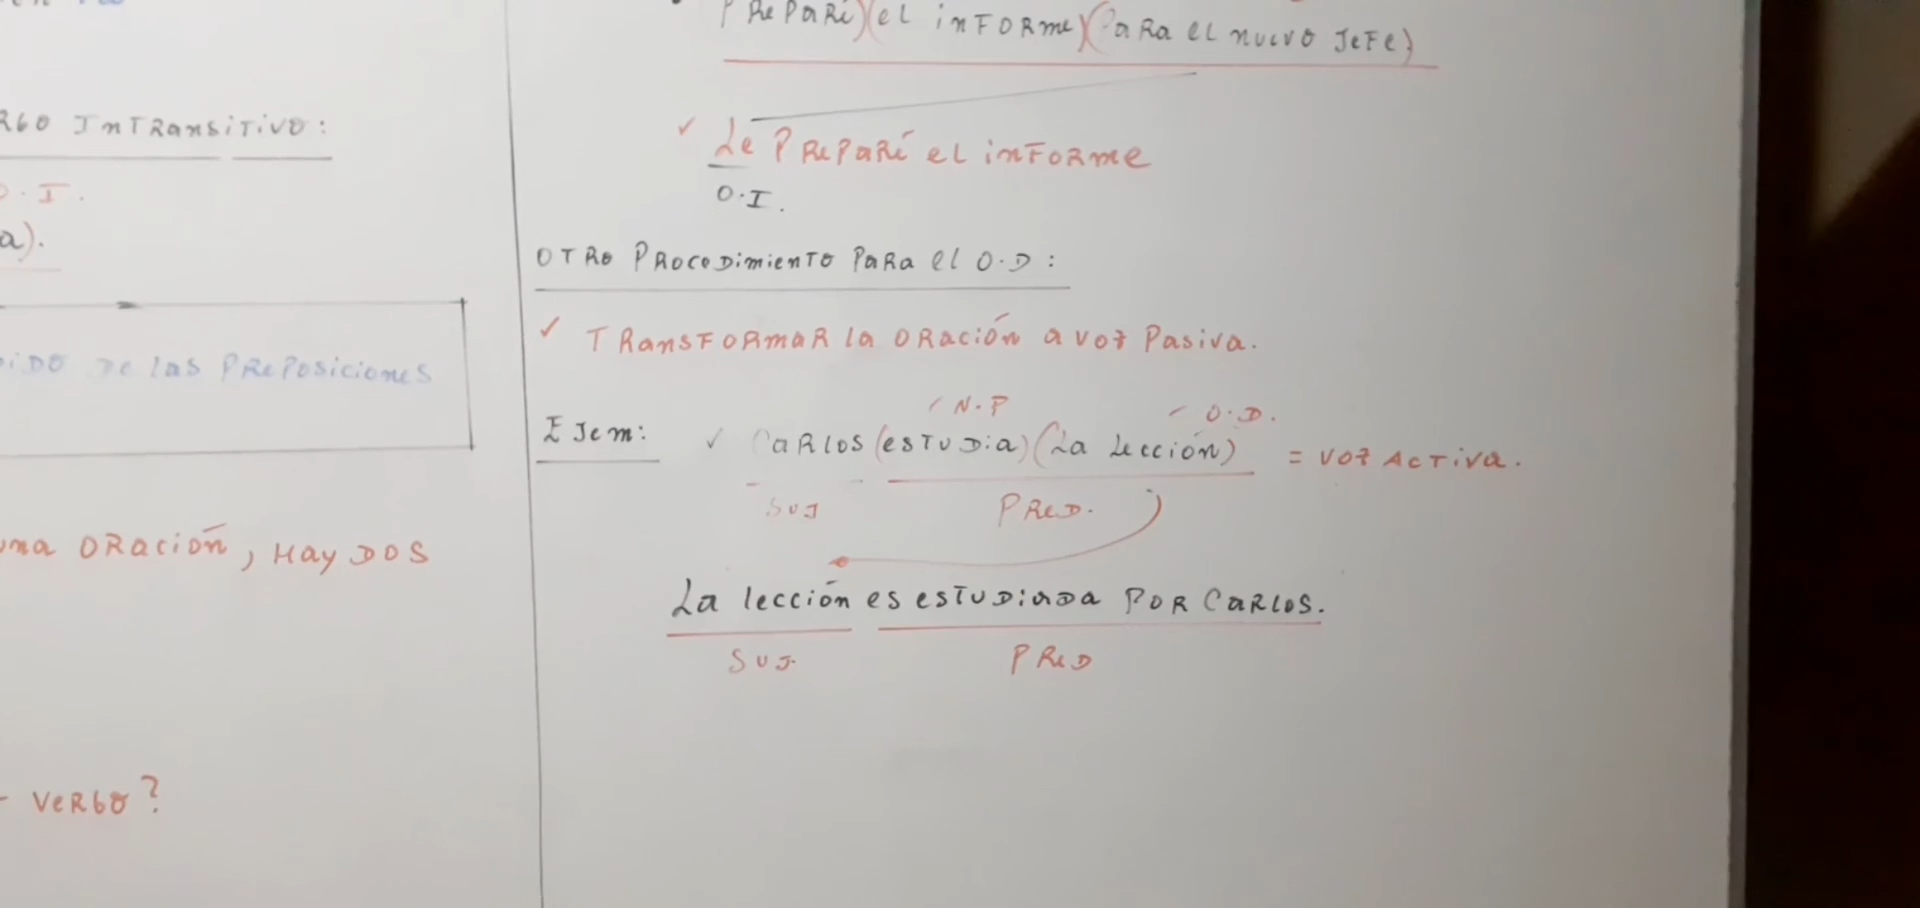 INTRANSITIVO:
O.I.
a).
DE LAS PREPOSICIONES
una ORACIÓN, HAY DOS
VERBO?
PREPARÉ)(EL INFORME)(PARA EL NUEVO JEFE)
✓ LE PREPARÉ EL INFORME
O.I.
OTRO PROCEDIMIENTO PARA EL O.D:
✓ TRANSFORMAR LA ORACIÓN A VOZ PASIVA.
N.P O.D.
EJEM: ✓ CARLOS (ESTUDIA) (LA LECCIÓN) = VOZ ACTIVA.
SUJ PRED.
LA LECCIÓN ES ESTUDIADA POR CARLOS.
SUJ. PRED